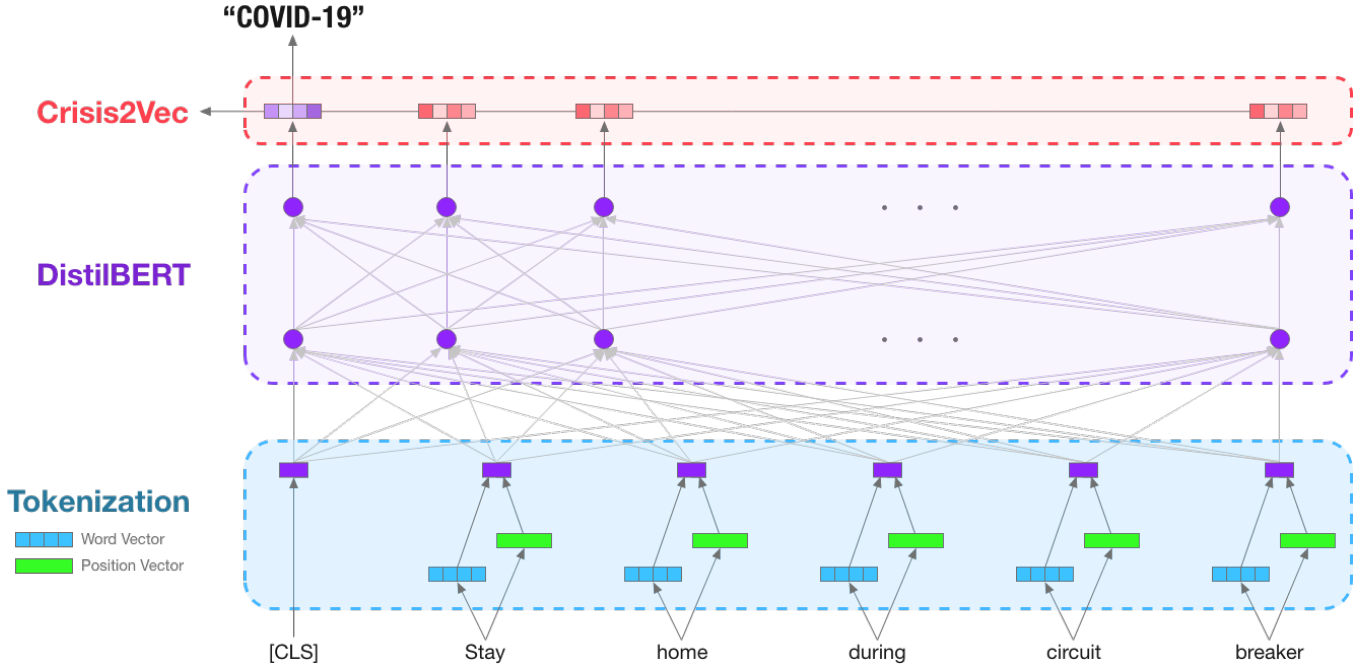 “COVID-19”
Crisis2Vec
DistilBERT
Tokenization
Word Vector
Position Vector
[CLS] Stay home during circuit breaker